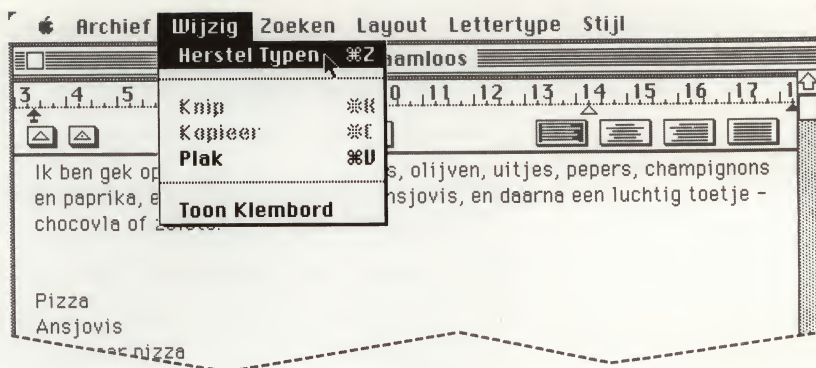 Archief Wijzig Zoeken Layout Lettertype Stijl
Herstel Typen ⌘Z
aamloos
3 4 5 11 12 13 14 15 16 17
Knip ⌘X
Kopieer ⌘C
Plak ⌘V
Toon Klembord
Ik ben gek op s, olijven, uitjes, pepers, champignons
en paprika, e nsjovis, en daarna een luchtig toetje –
chocovla of
Pizza
Ansjovis
pizza